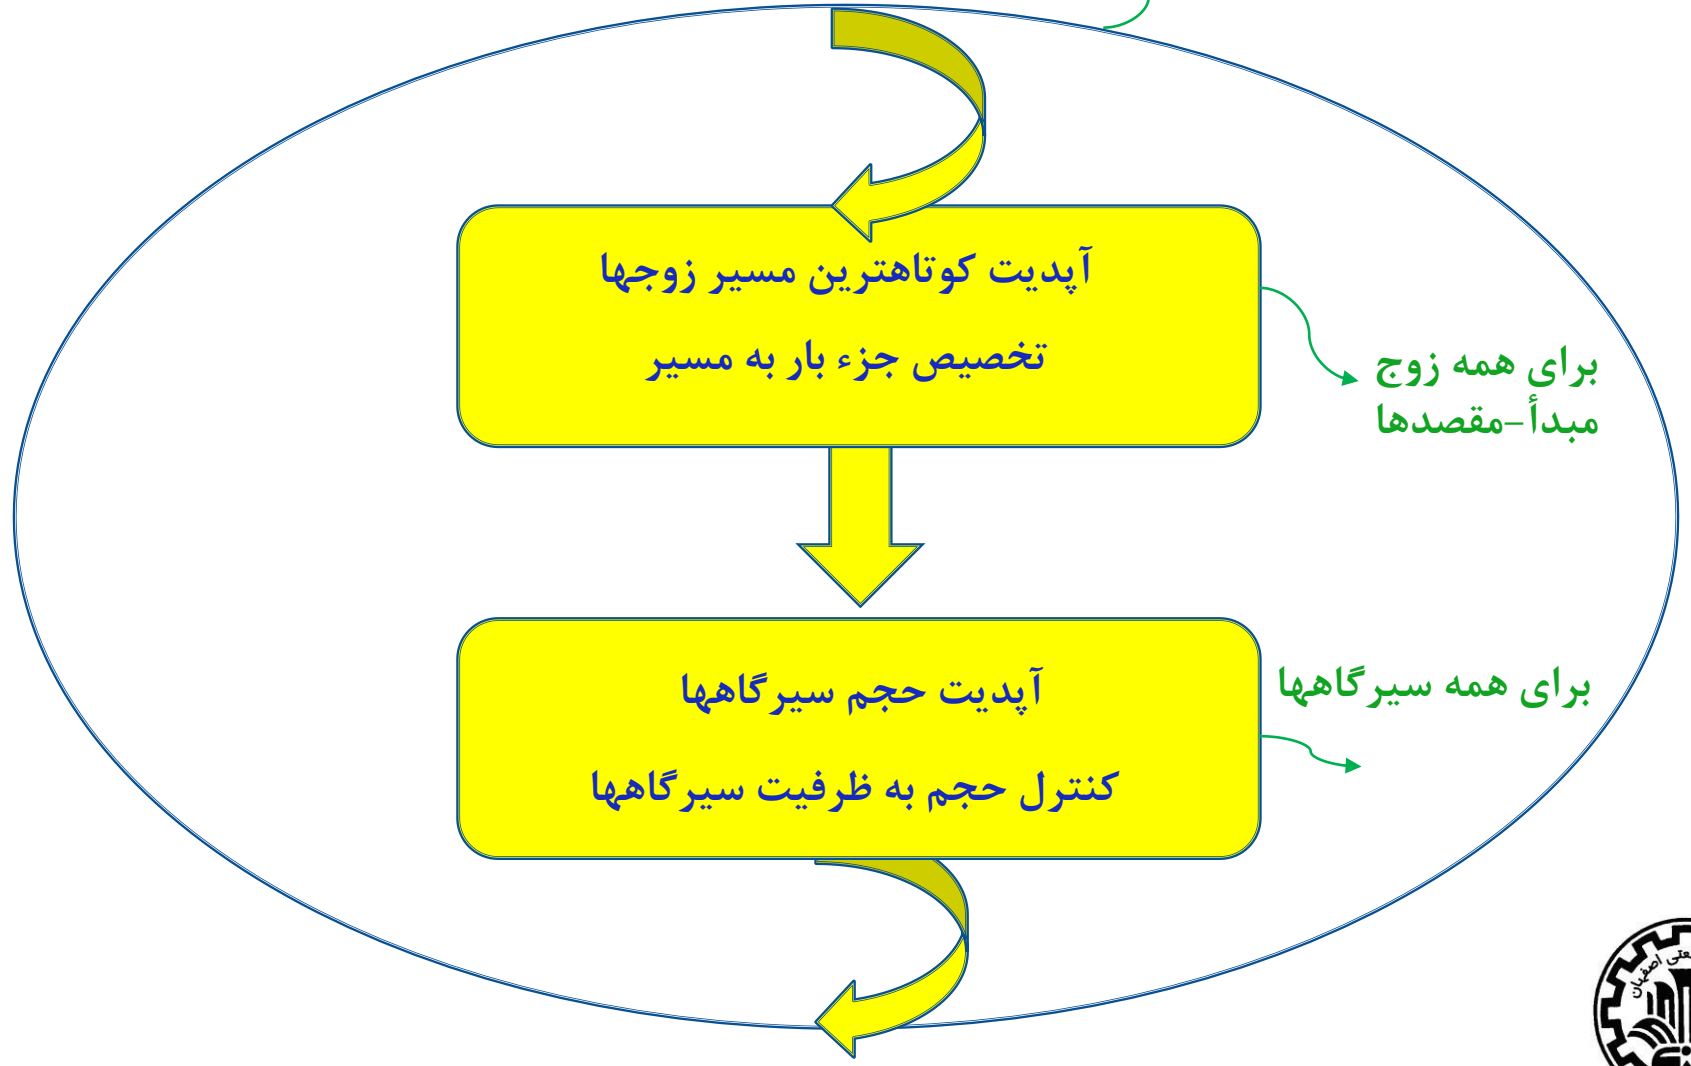 آپدیت کوتاهترین مسیر زوجها
تخصیص جزء بار به مسیر
برای همه زوج
مبدأ-مقصدها
آپدیت حجم سیرگاهها
کنترل حجم به ظرفیت سیرگاهها
برای همه سیرگاهها
اصفهان